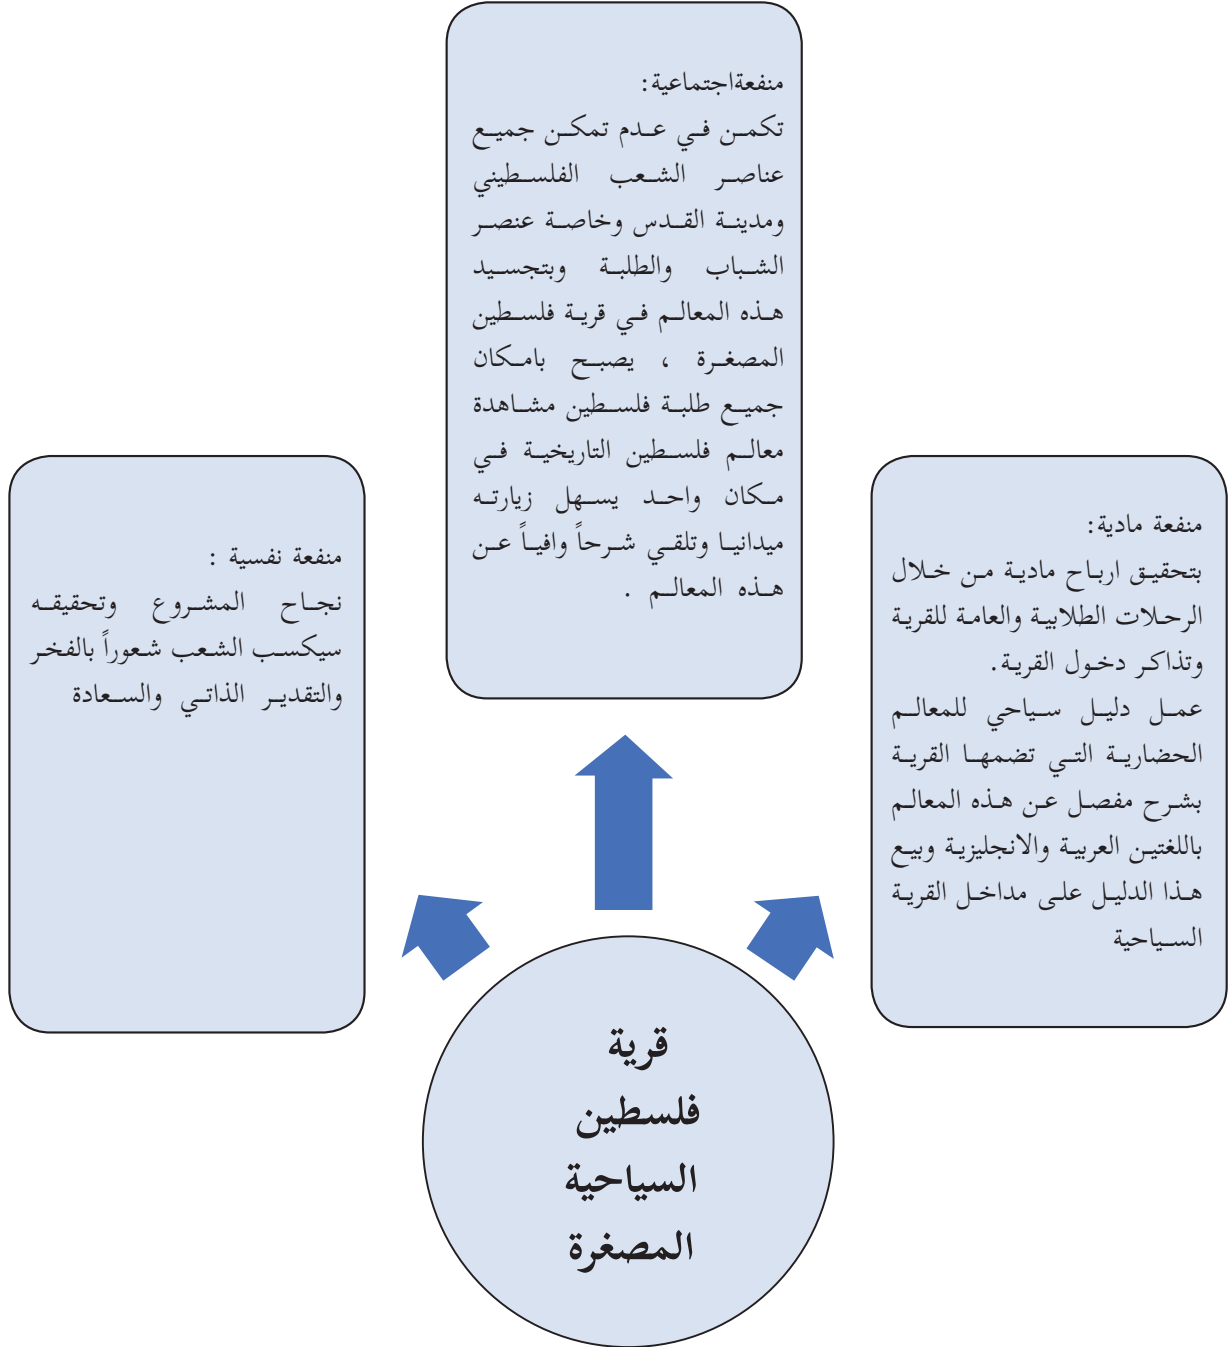 منفعةاجتماعية:
تكمن في عدم تمكن جميع
عناصر الشعب الفلسطيني
ومدينة القدس وخاصة عنصر
الشباب والطلبة وبتجسيد
هذه المعالم في قرية فلسطين
المصغرة ، يصبح بامكان
جميع طلبة فلسطين مشاهدة
معالم فلسطين التاريخية في
مكان واحد يسهل زيارته
ميدانيا وتلقي شرحاً وافياً عن
هذه المعالم .
منفعة مادية:
بتحقيق ارباح مادية من خلال
الرحلات الطلابية والعامة للقرية
وتذاكر دخول القرية.
عمل دليل سياحي للمعالم
الحضارية التي تضمها القرية
بشرح مفصل عن هذه المعالم
باللغتين العربية والانجليزية وبيع
هذا الدليل على مداخل القرية
السياحية
منفعة نفسية :
نجاح المشروع وتحقيقه
سيكسب الشعب شعوراً بالفخر
والتقدير الذاتي والسعادة
قرية
فلسطين
السياحية
المصغرة